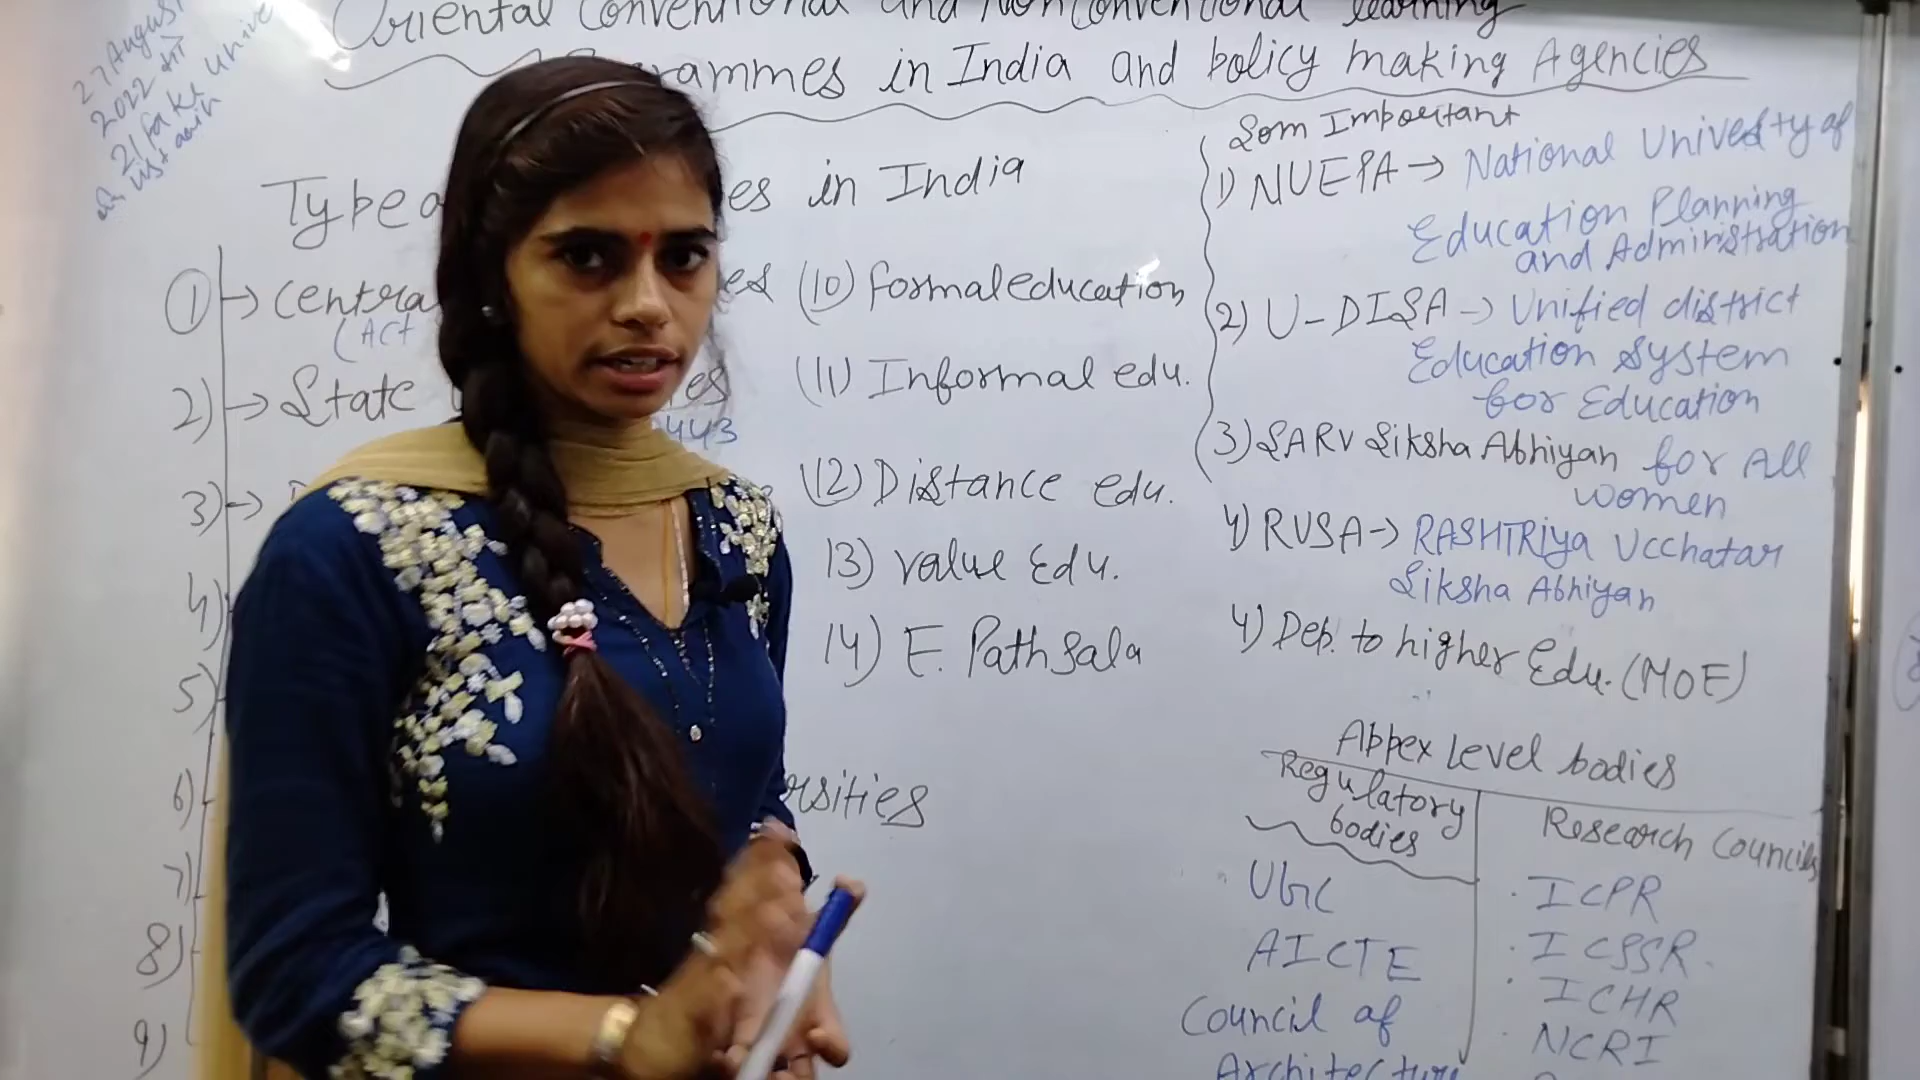 Oriental Conventional and Non Conventional learning
rammes in India and policy making Agencies
27 August
2022
21 fake unive
Type o es in India
1 → Centra es
(Act
2) → State es
443
3) →
4)
5)
6) rsities
7)
8)
9)
(10) formal education
(11) Informal edu.
(12) Distance edu.
13) value Edu.
14) E. Pathsala
Som Important
1) NUEPA → National University of
Education Planning
and Administration
2) U-DISA → Unified district
Education System
for Education
3) SARV Siksha Abhiyan for All
women
4) RUSA → RASHTRiya Ucchatar
Siksha Abhiyan
4) Dep. to higher Edu. (MOE)
Appex Level bodies
Regulatory
bodies
UGC
AICTE
Council of
Architecture
Research Councils
· ICPR
· ICSSR
· ICHR
· NCRI